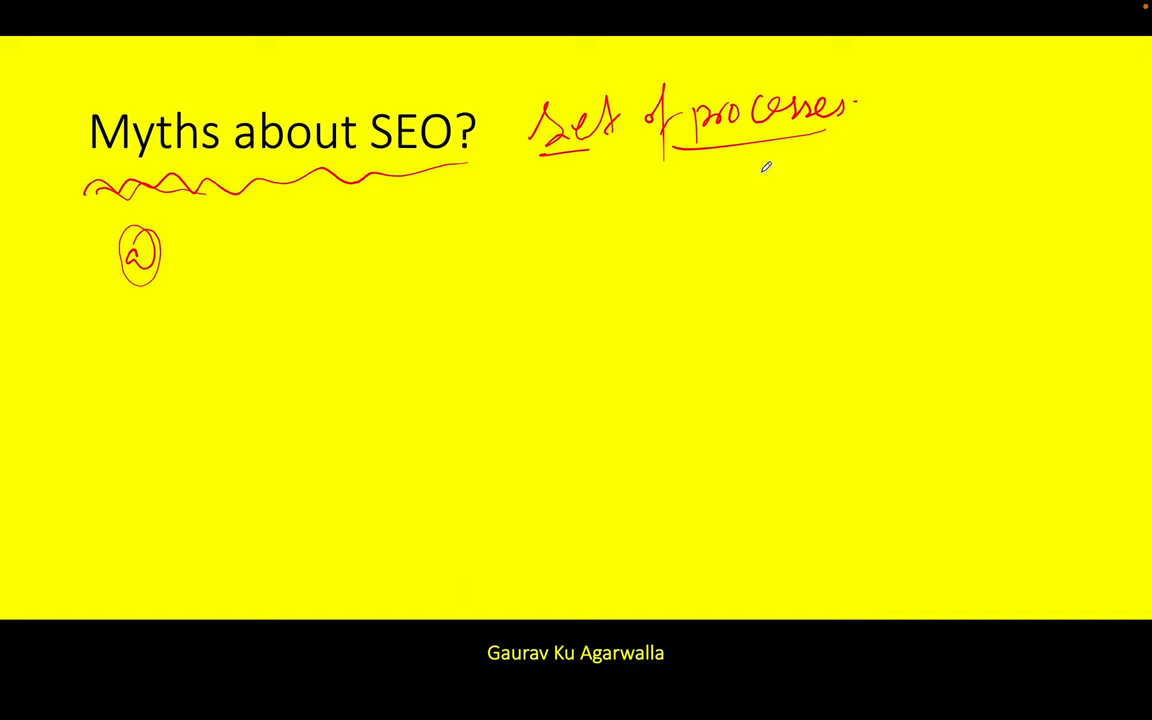 Myths about SEO?
Set of processes.
a
Gaurav Ku Agarwalla